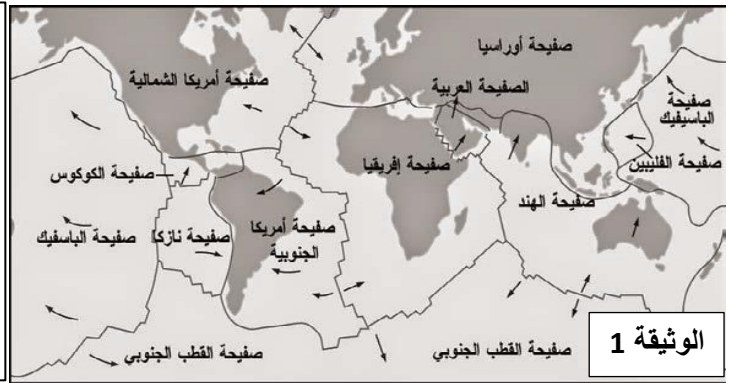 صفيحة أوراسيا
صفيحة أمريكا الشمالية
الصفيحة العربية
صفيحة
الباسيفيك
صفيحة الفليبين
صفيحة إفريقيا
صفيحة الكوكوس
صفيحة الهند
صفيحة أمريكا
الجنوبية
صفيحة نازكا
صفيحة الباسفيك
صفيحة القطب الجنوبي
صفيحة القطب الجنوبي
الوثيقة 1